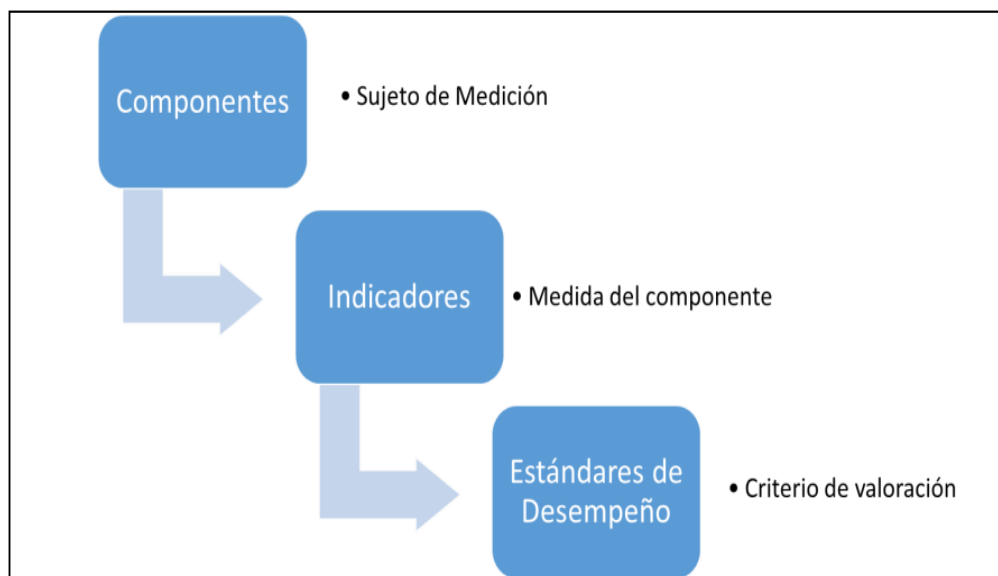 Componentes
• Sujeto de Medición
Indicadores
• Medida del componente
Estándares de
Desempeño
• Criterio de valoración